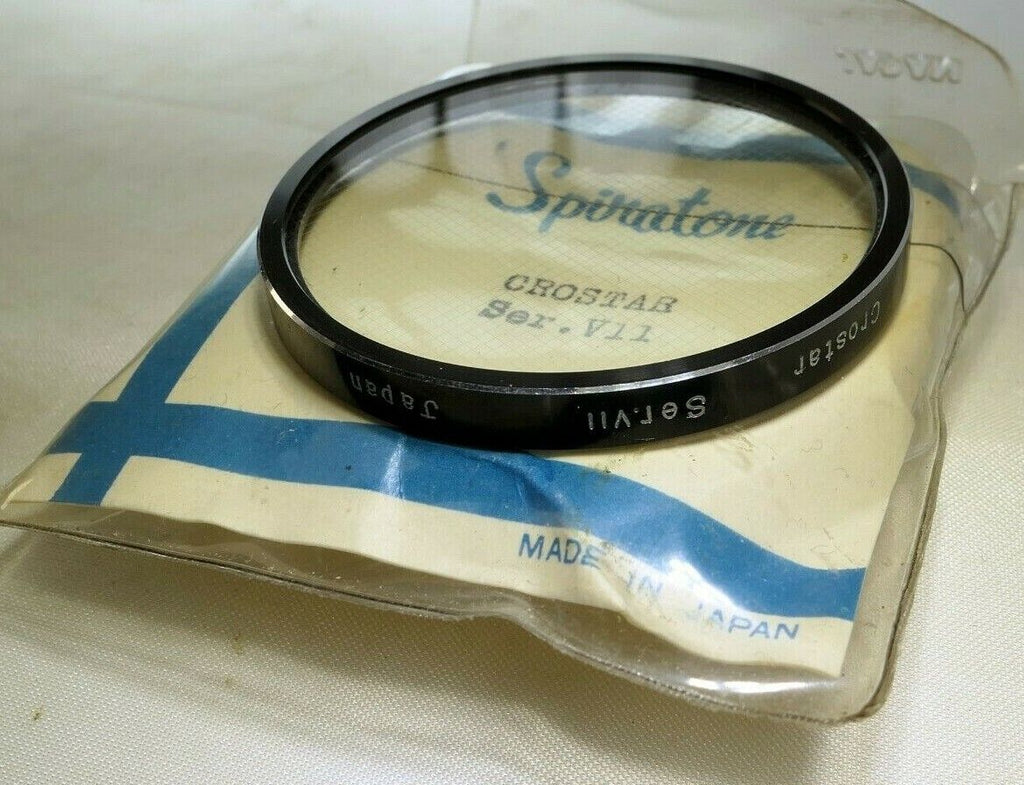 Spiratone
CROSTAR
Ser.VII
Crostar
Ser.VII
Japan
MADE IN JAPAN